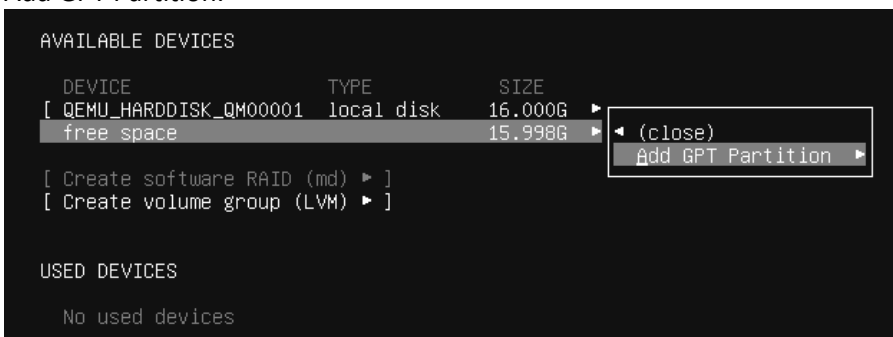 Add GPT Partition.
AVAILABLE DEVICES
DEVICE TYPE SIZE
[ QEMU_HARDDISK_QM00001 local disk 16.000G ▸
free space 15.998G ▸
◂ (close)
Add GPT Partition ▸
[ Create software RAID (md) ▸ ]
[ Create volume group (LVM) ▸ ]
USED DEVICES
No used devices